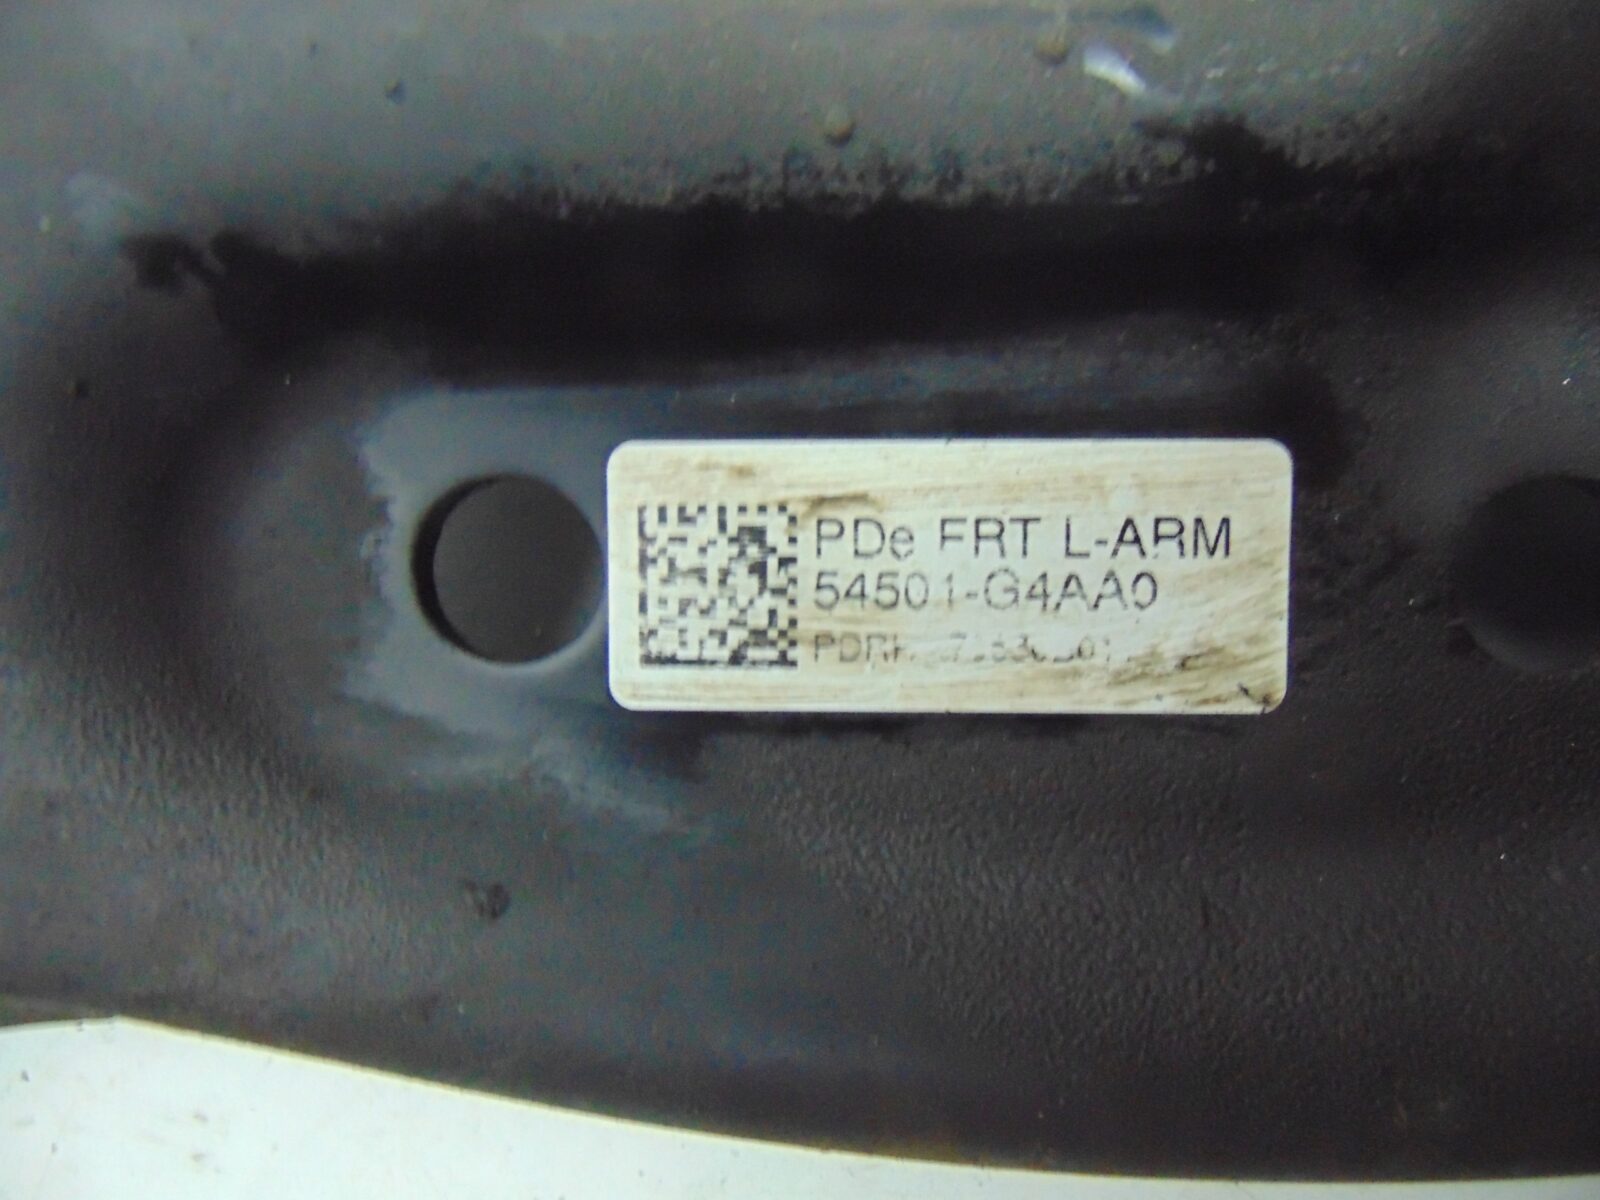 PDe FRT L-ARM
54501-G4AA0